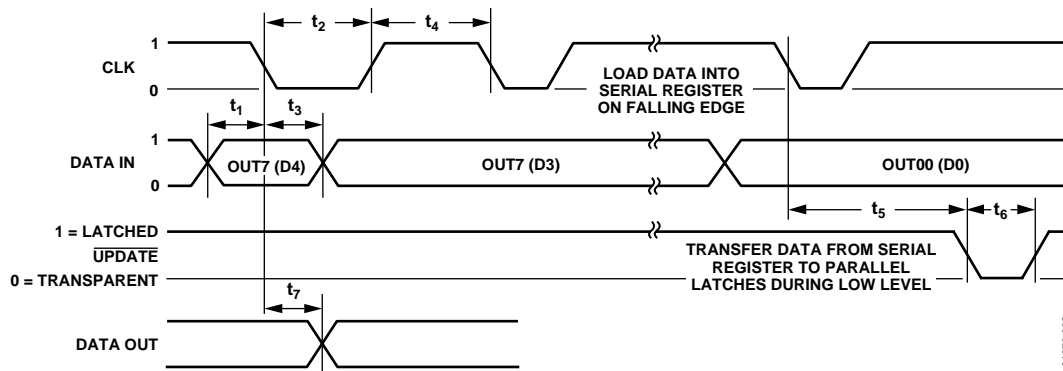 t2
t4
1
CLK
0
LOAD DATA INTO
SERIAL REGISTER
ON FALLING EDGE
t1
t3
1
DATA IN
0
OUT7 (D4)
OUT7 (D3)
OUT00 (D0)
t5
t6
1 = LATCHED
UPDATE
0 = TRANSPARENT
TRANSFER DATA FROM SERIAL
REGISTER TO PARALLEL
LATCHES DURING LOW LEVEL
t7
DATA OUT